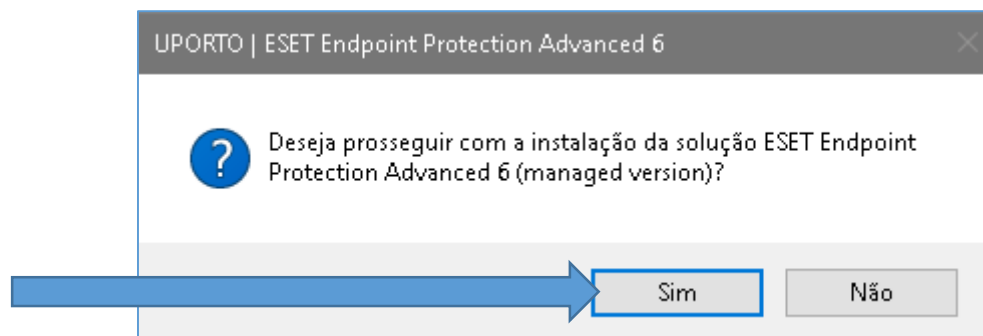 UPORTO | ESET Endpoint Protection Advanced 6
Deseja prosseguir com a instalação da solução ESET Endpoint
Protection Advanced 6 (managed version)?
Sim
Não